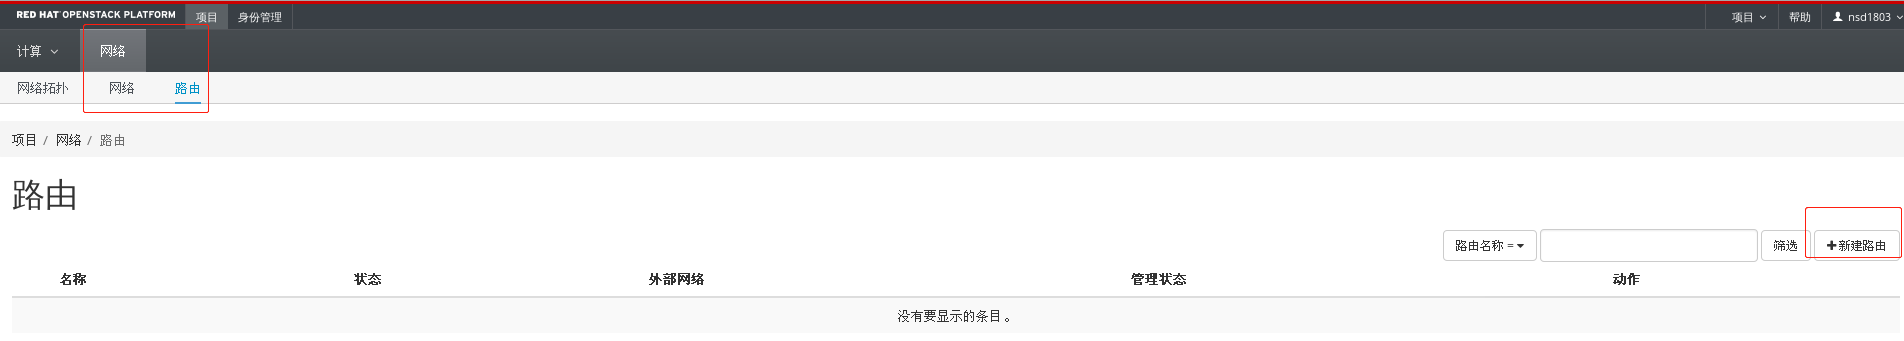 RED HAT OPENSTACK PLATFORM 项目 身份管理 项目 帮助 nsd1803
计算 网络
网络拓扑 网络 路由
项目 / 网络 / 路由
路由
路由名称 = 筛选 +新建路由
名称 状态 外部网络 管理状态 动作
没有要显示的条目。